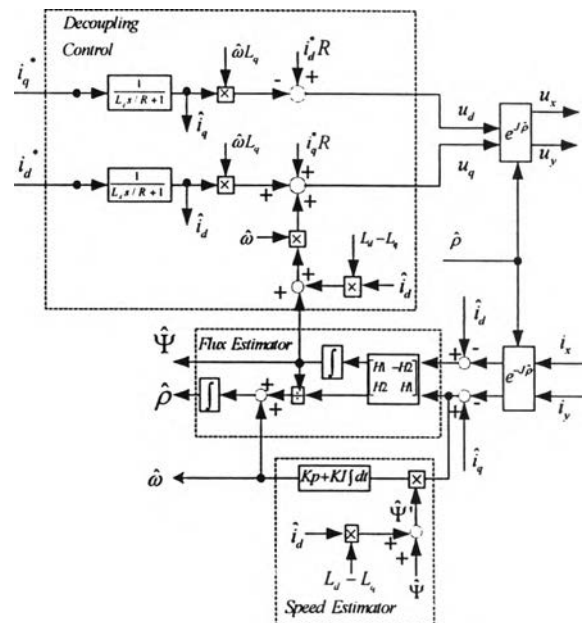 Decoupling
Control
ω̂L_q
i_d^*R
i_q^*
1 / (L_s s/R+1)
×
-
+
î_q
u_d
u_x
e^{Jρ̂}
ω̂L_q
i_q^*R
u_q
u_y
i_d^*
1 / (L_s s/R+1)
×
+
+
+
î_d
ω̂
×
L_d - L_q
ρ̂
+
+
×
î_d
î_d
Ψ̂
Flux Estimator
∫
H1 -H2
H2 H1
+
-
e^{-Jρ̂}
i_x
ρ̂
∫
+
+
÷
+
-
i_y
î_q
ω̂
Kp+KI∫dt
×
Ψ̂'
î_d
×
+
+
L_d - L_q
Ψ̂
Speed Estimator